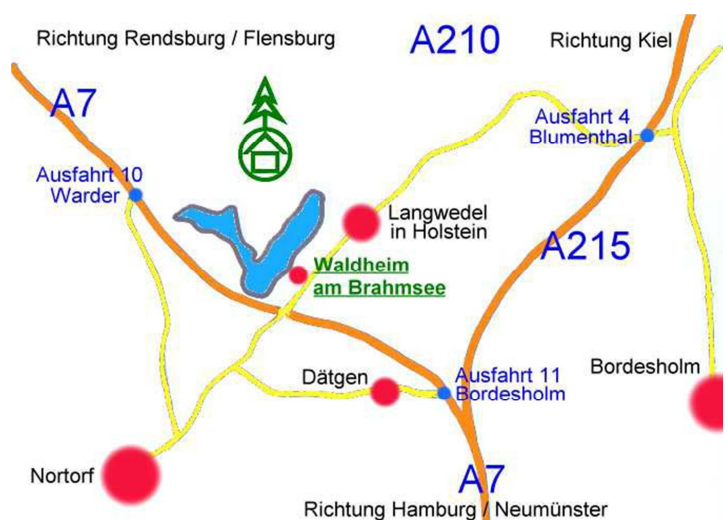 Richtung Rendsburg / Flensburg
A210
Richtung Kiel
A7
Ausfahrt 4
Blumenthal
Ausfahrt 10
Warder
Langwedel
in Holstein
A215
Waldheim
am Brahmsee
Dätgen
Ausfahrt 11
Bordesholm
Bordesholm
Nortorf
A7
Richtung Hamburg / Neumünster